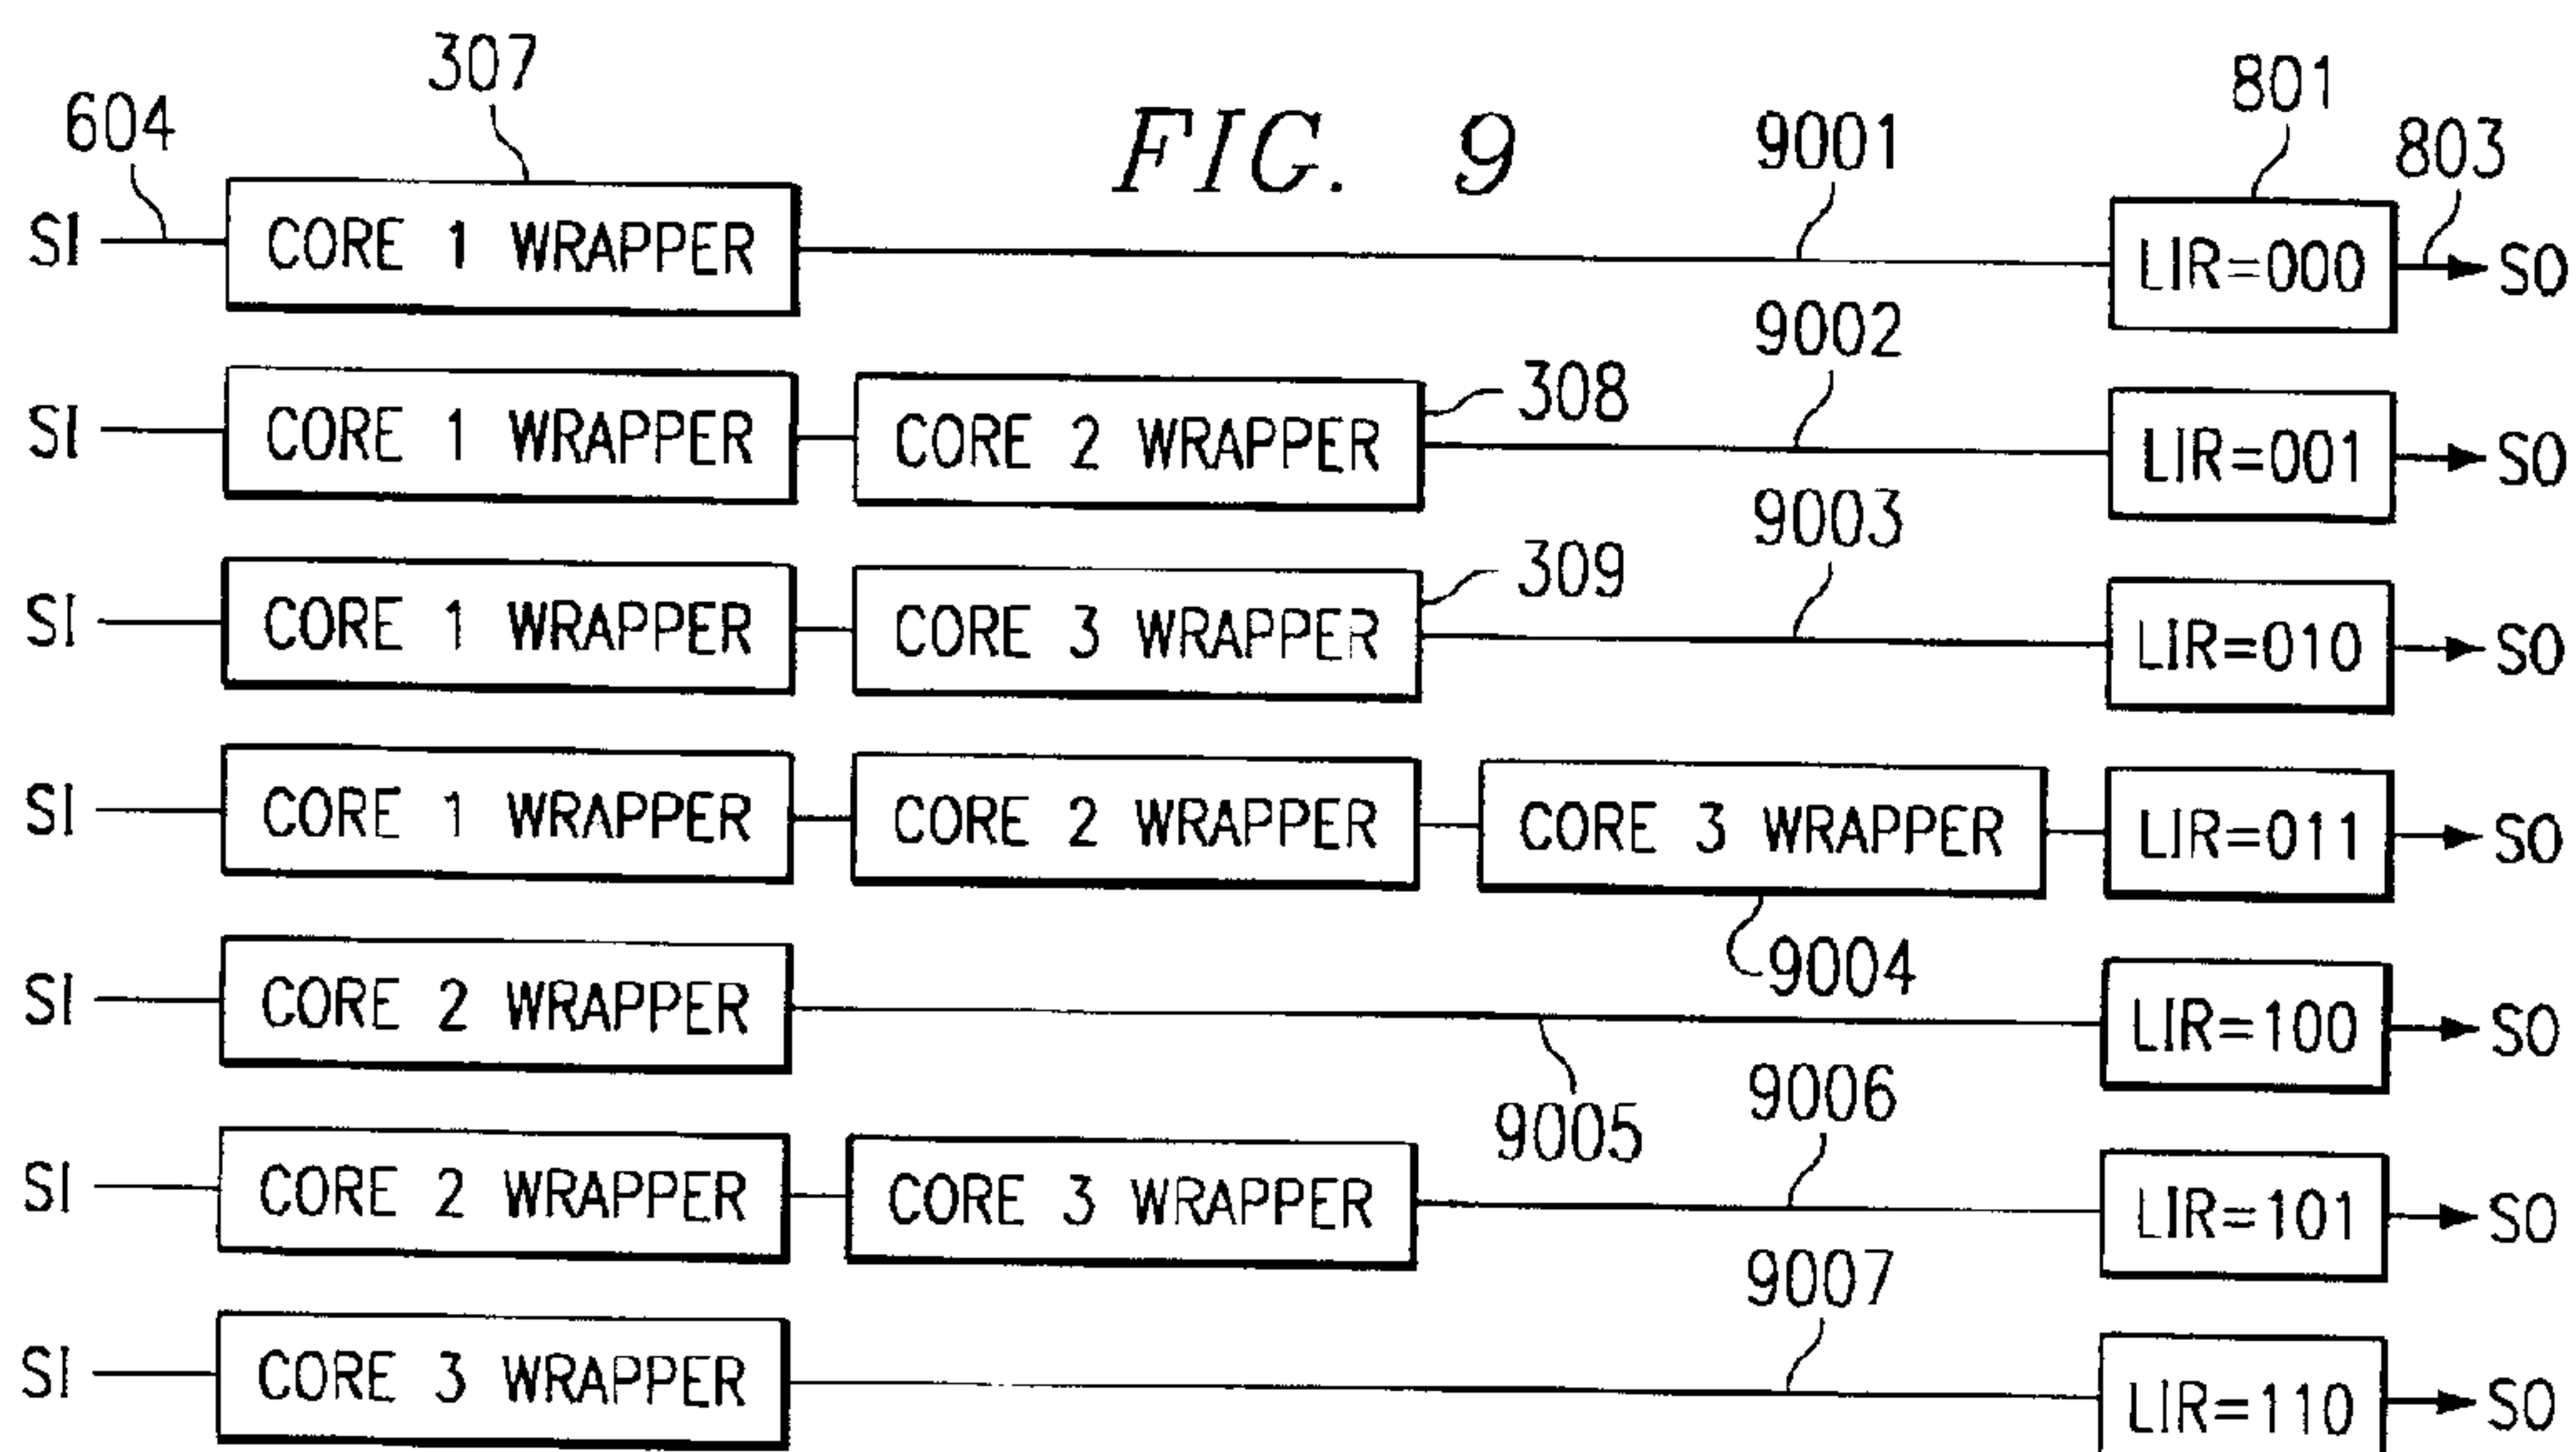 307
604
FIG. 9
9001
801
803
SI CORE 1 WRAPPER LIR=000 SO
9002
308
SI CORE 1 WRAPPER CORE 2 WRAPPER LIR=001 SO
9003
309
SI CORE 1 WRAPPER CORE 3 WRAPPER LIR=010 SO
SI CORE 1 WRAPPER CORE 2 WRAPPER CORE 3 WRAPPER LIR=011 SO
9004
SI CORE 2 WRAPPER LIR=100 SO
9005
9006
SI CORE 2 WRAPPER CORE 3 WRAPPER LIR=101 SO
9007
SI CORE 3 WRAPPER LIR=110 SO